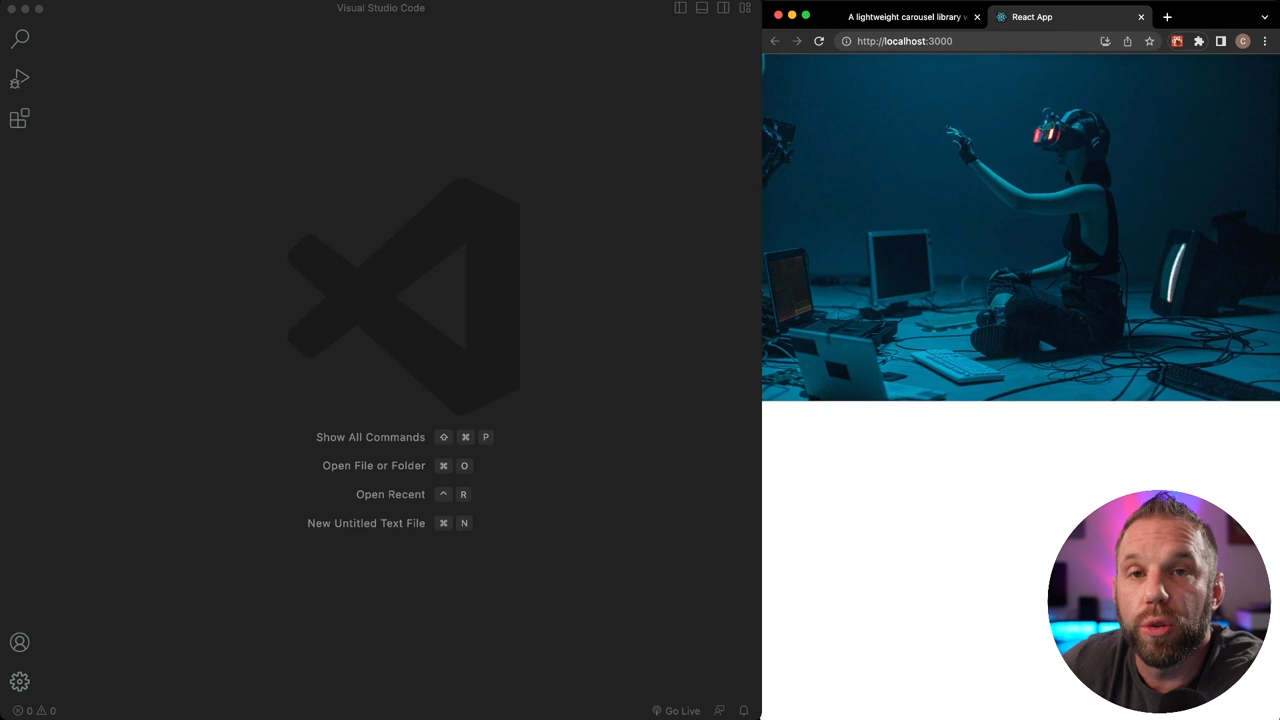 Visual Studio Code
Show All Commands ⇧ ⌘ P
Open File or Folder ⌘ O
Open Recent ^ R
New Untitled Text File ⌘ N
0 0
Go Live
A lightweight carousel library
React App
http://localhost:3000
C